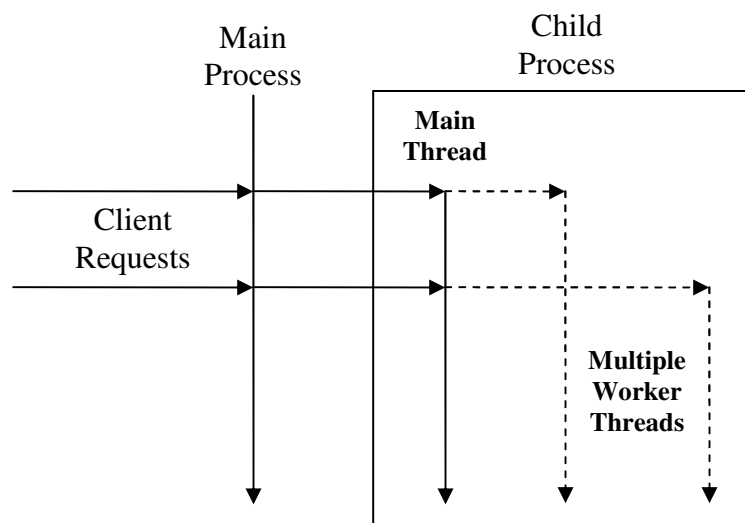 Main
Process
Child
Process
Main
Thread
Client
Requests
Multiple
Worker
Threads